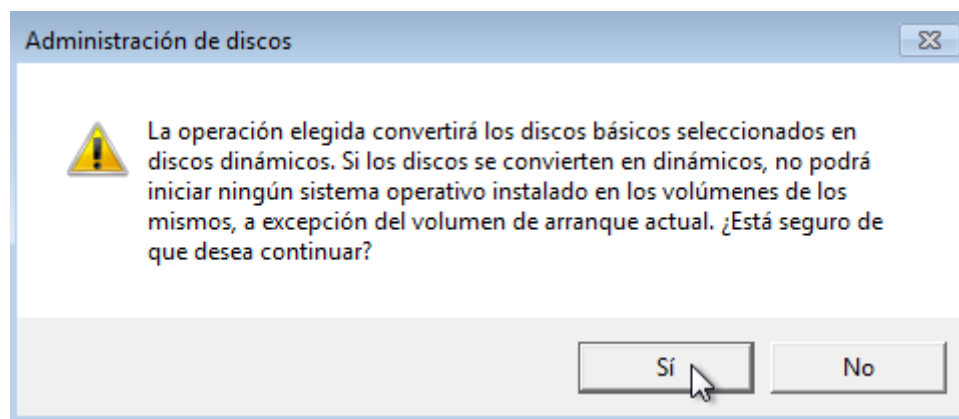 Administración de discos
La operación elegida convertirá los discos básicos seleccionados en
discos dinámicos. Si los discos se convierten en dinámicos, no podrá
iniciar ningún sistema operativo instalado en los volúmenes de los
mismos, a excepción del volumen de arranque actual. ¿Está seguro de
que desea continuar?
Sí
No